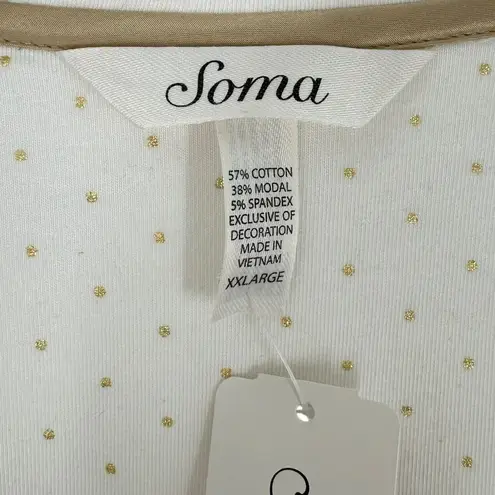 Soma
57% COTTON
38% MODAL
5% SPANDEX
EXCLUSIVE OF
DECORATION
MADE IN
VIETNAM
XXLARGE